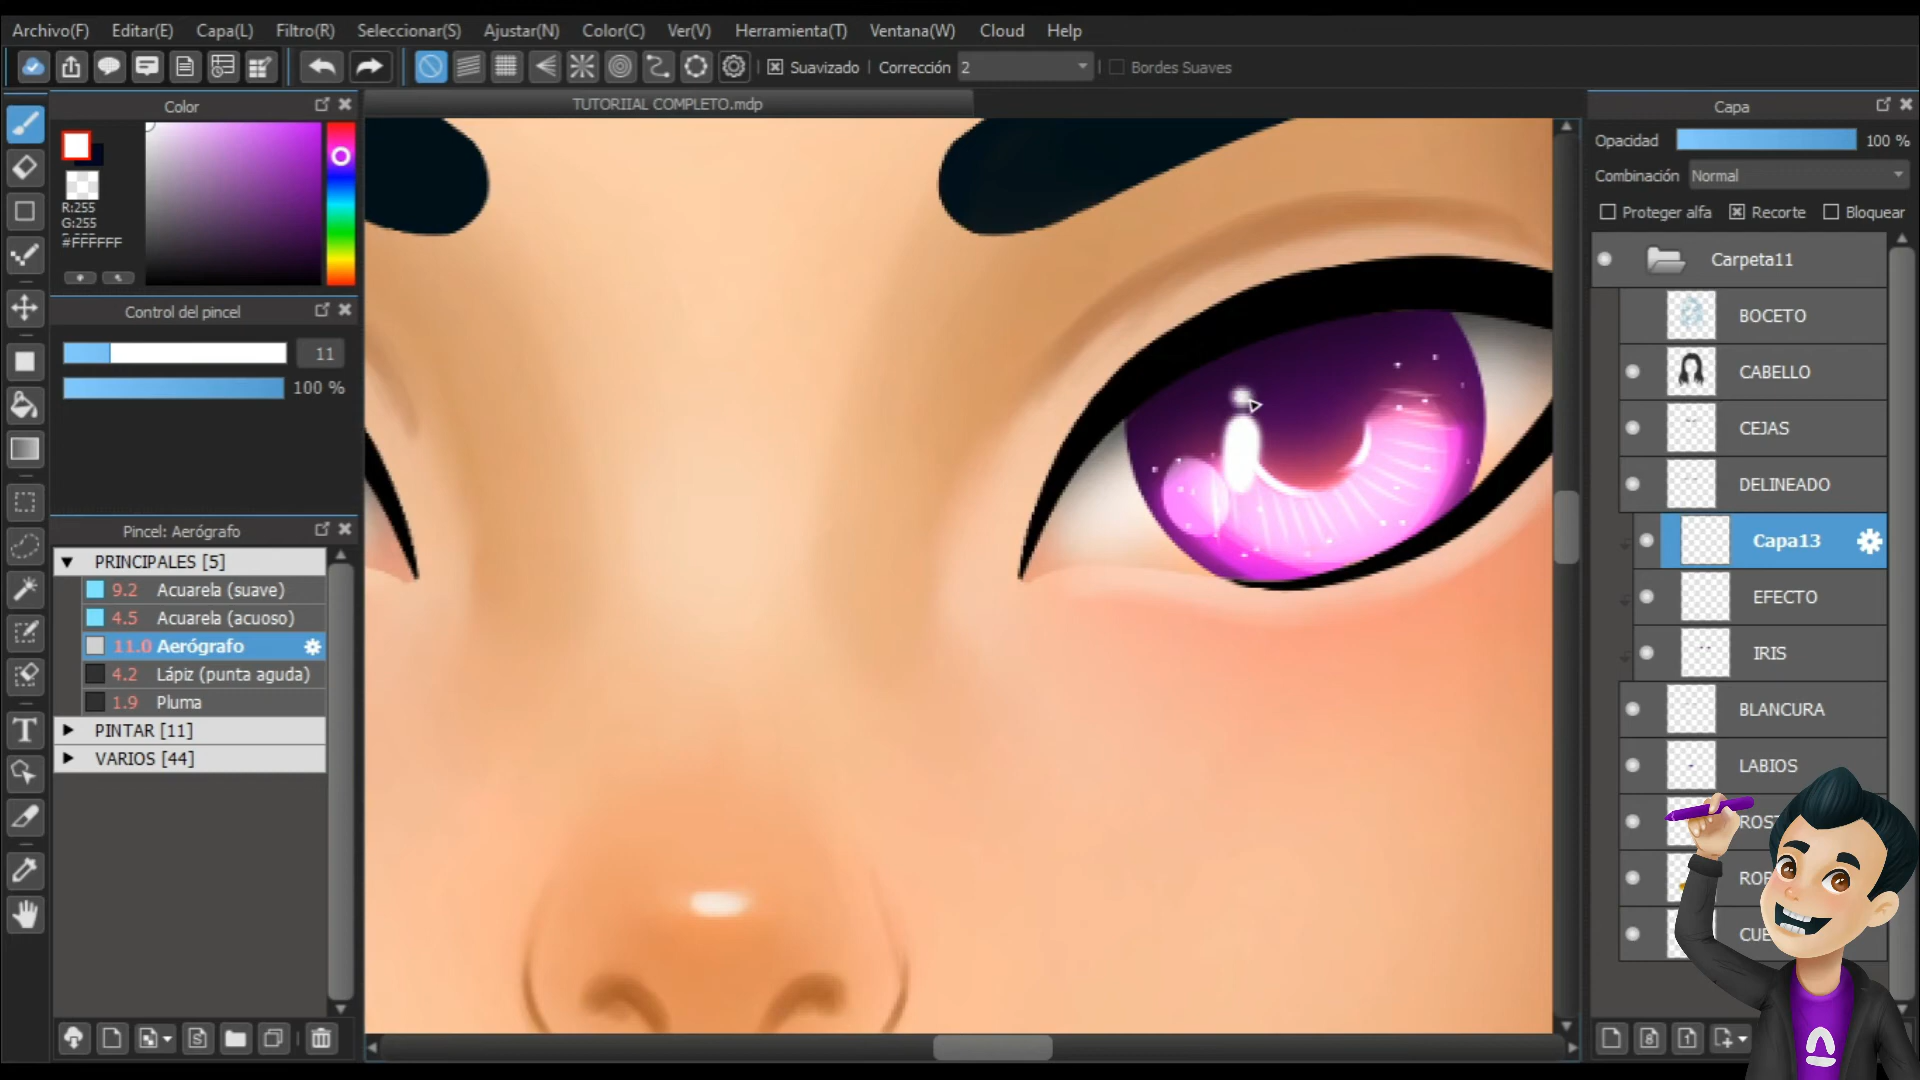 Archivo(F) Editar(E) Capa(L) Filtro(R) Seleccionar(S) Ajustar(N) Color(C) Ver(V) Herramienta(T) Ventana(W) Cloud Help
Suavizado Corrección 2 Bordes Suaves
Color
TUTORIIAL COMPLETO.mdp
R:255
G:255
#FFFFFF
Control del pincel
11
100 %
Pincel: Aerógrafo
PRINCIPALES [5]
9.2 Acuarela (suave)
4.5 Acuarela (acuoso)
11.0 Aerógrafo
4.2 Lápiz (punta aguda)
1.9 Pluma
PINTAR [11]
VARIOS [44]
Capa
Opacidad 100 %
Combinación Normal
Proteger alfa Recorte Bloquear
Carpeta11
BOCETO
CABELLO
CEJAS
DELINEADO
Capa13
EFECTO
IRIS
BLANCURA
LABIOS